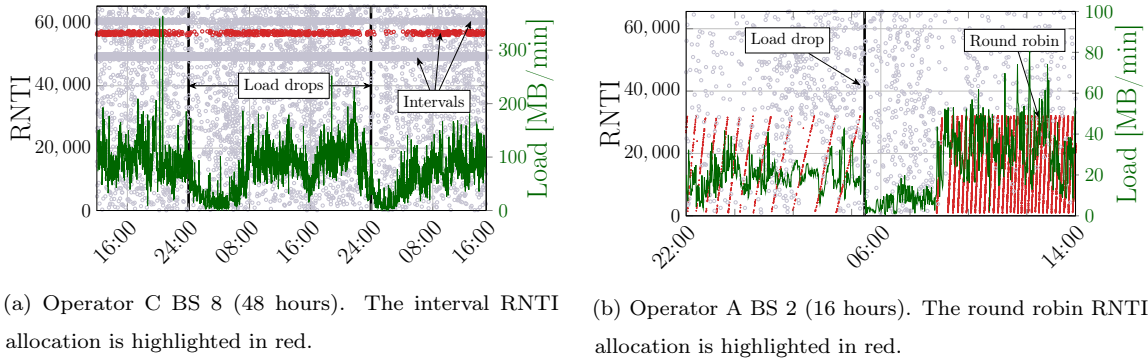 60,000
40,000
20,000
0
RNTI
300
200
100
0
Load [MB/min]
Load drops
Intervals
16:00
24:00
08:00
16:00
24:00
08:00
16:00
(a) Operator C BS 8 (48 hours). The interval RNTI
allocation is highlighted in red.
60,000
40,000
20,000
0
RNTI
100
80
60
40
20
0
Load [MB/min]
Load drop
Round robin
22:00
06:00
14:00
(b) Operator A BS 2 (16 hours). The round robin RNTI
allocation is highlighted in red.